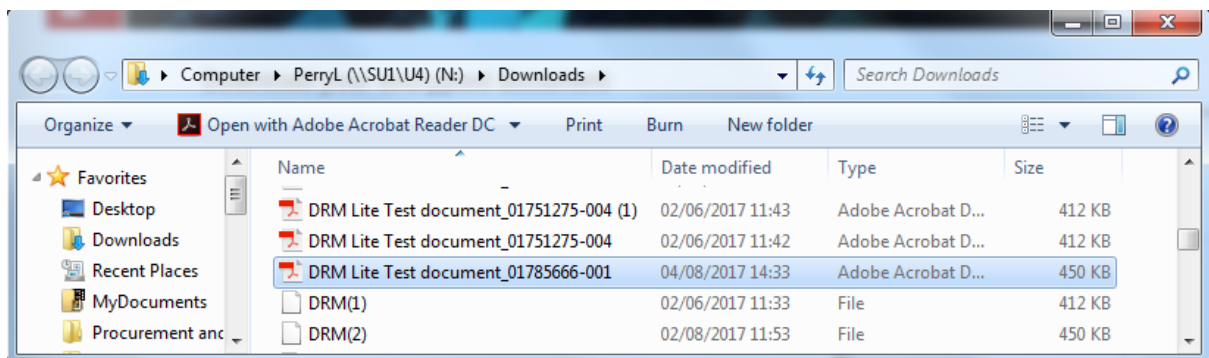 Computer ▸ PerryL (\\SU1\U4) (N:) ▸ Downloads ▸ Search Downloads
Organize Open with Adobe Acrobat Reader DC Print Burn New folder
Favorites
Desktop
Downloads
Recent Places
MyDocuments
Procurement and
Name Date modified Type Size
DRM Lite Test document_01751275-004 (1) 02/06/2017 11:43 Adobe Acrobat D... 412 KB
DRM Lite Test document_01751275-004 02/06/2017 11:42 Adobe Acrobat D... 412 KB
DRM Lite Test document_01785666-001 04/08/2017 14:33 Adobe Acrobat D... 450 KB
DRM(1) 02/06/2017 11:33 File 412 KB
DRM(2) 02/08/2017 11:53 File 450 KB